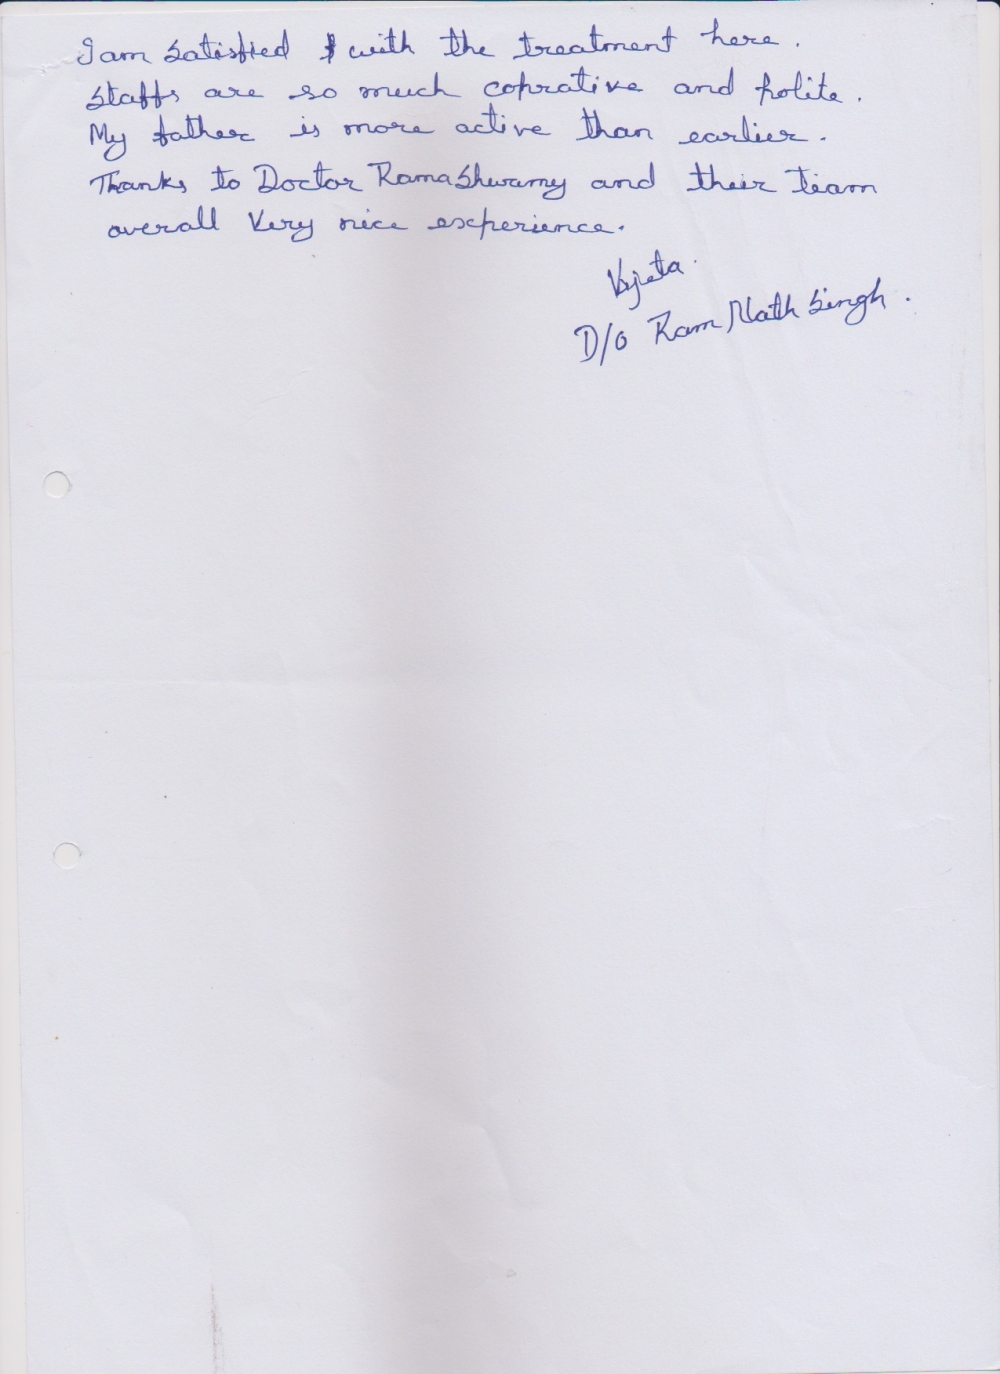 I am satisfied with the treatment here.
Staffs are so much coprative and polite.
My father is more active than earlier.
Thanks to Doctor RamaShwamy and their team
overall Very nice experience.
Vijeta
D/o Ram Nath Singh.